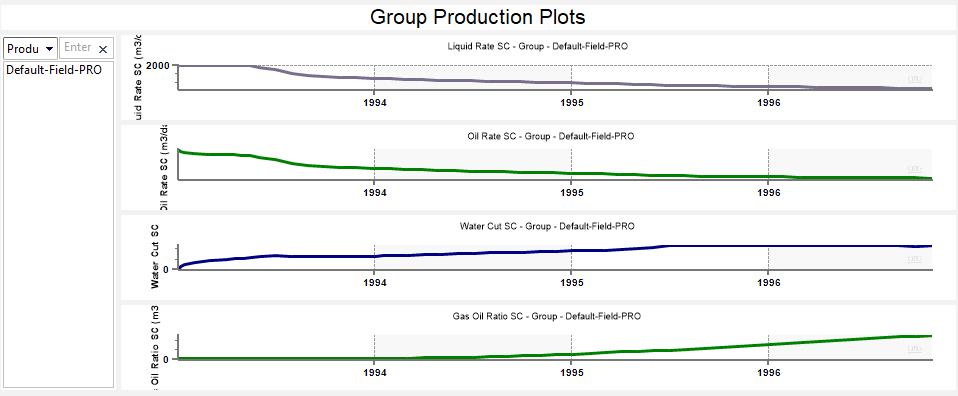 Group Production Plots
Produ
Enter
Default-Field-PRO
Liquid Rate SC - Group - Default-Field-PRO
uid Rate SC (m3/d
2000
1994 1995 1996
Oil Rate SC - Group - Default-Field-PRO
Oil Rate SC (m3/da
1994 1995 1996
Water Cut SC - Group - Default-Field-PRO
Water Cut SC
0
1994 1995 1996
Gas Oil Ratio SC - Group - Default-Field-PRO
Oil Ratio SC (m3
0
1994 1995 1996